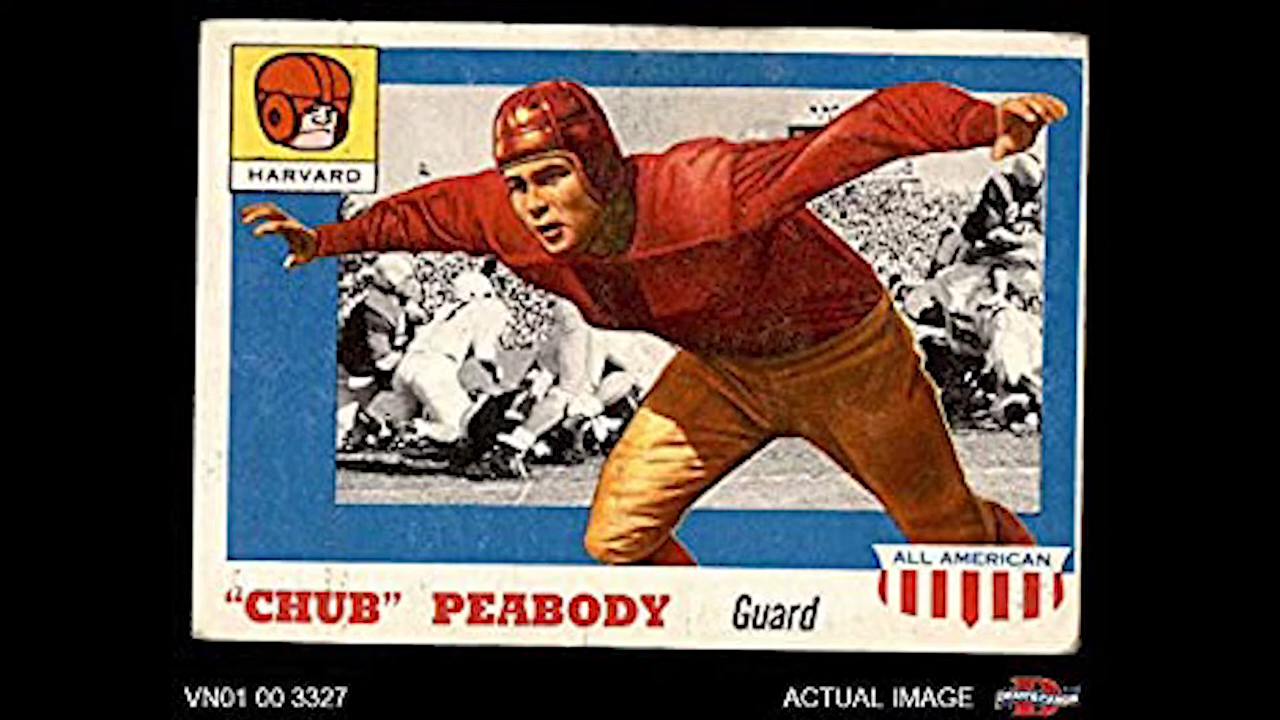 HARVARD
ALL AMERICAN
"CHUB" PEABODY Guard
VN01 00 3327
ACTUAL IMAGE